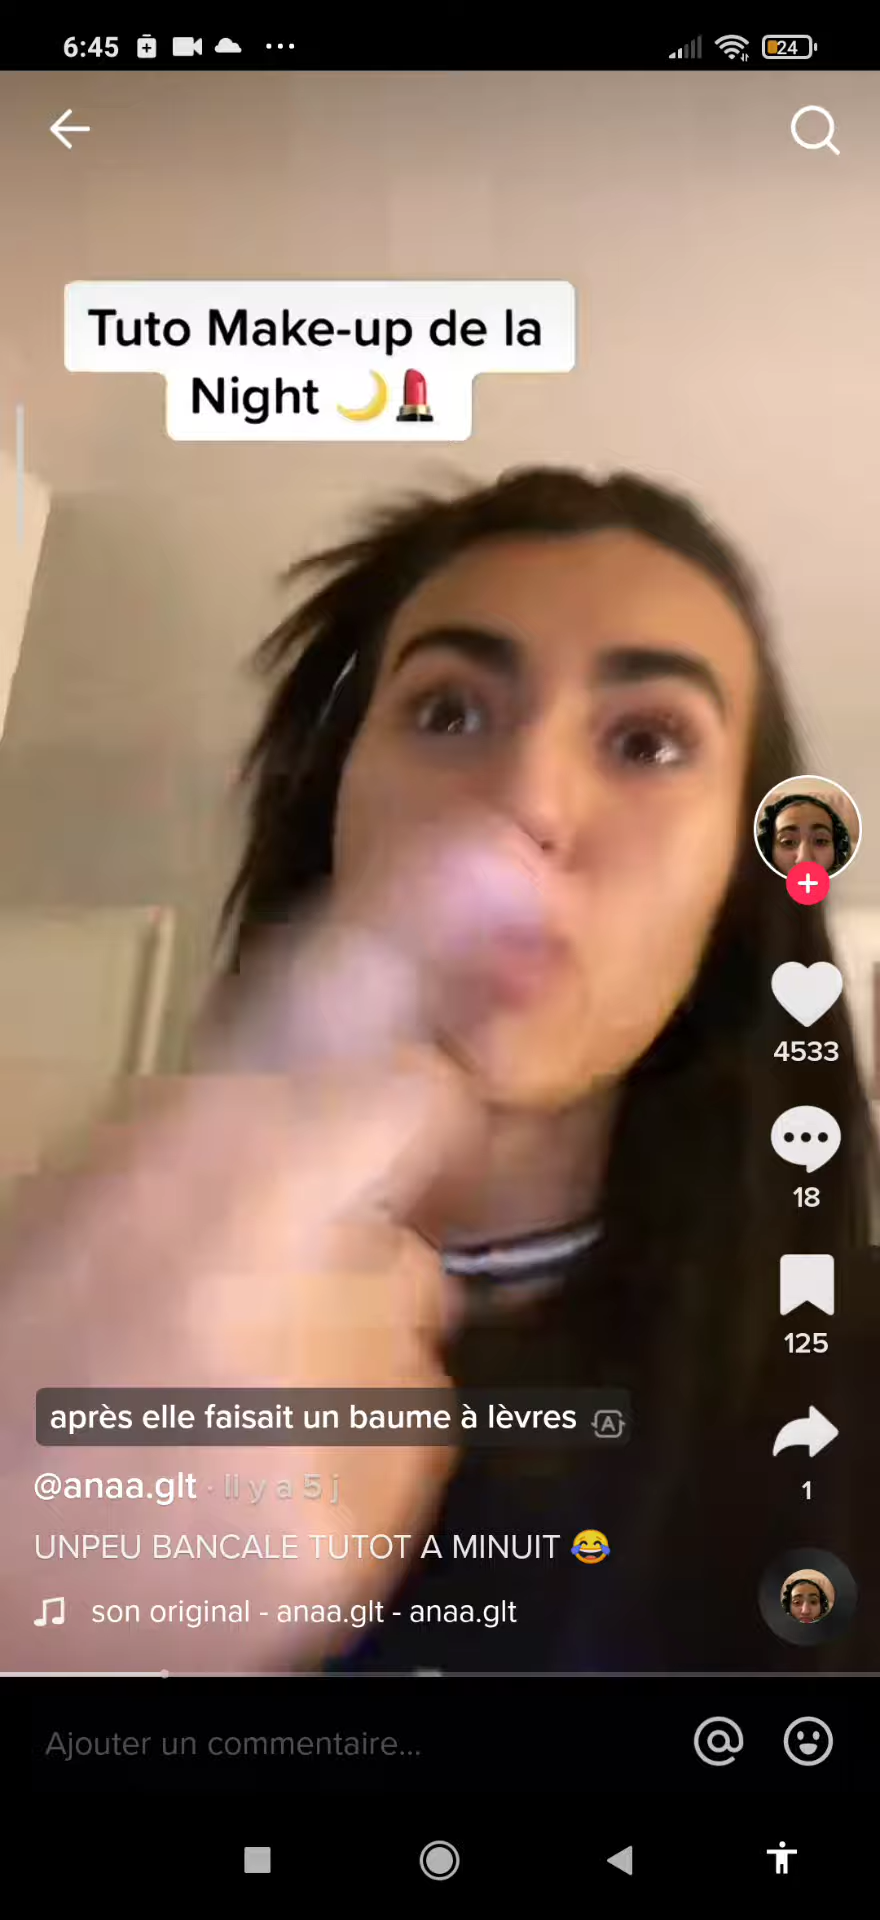 6:45
24
Tuto Make-up de la
Night 🌙💄
4533
18
125
1
après elle faisait un baume à lèvres
@anaa.glt · Il y a 5 j
UNPEU BANCALE TUTOT A MINUIT 😂
son original - anaa.glt - anaa.glt
Ajouter un commentaire...